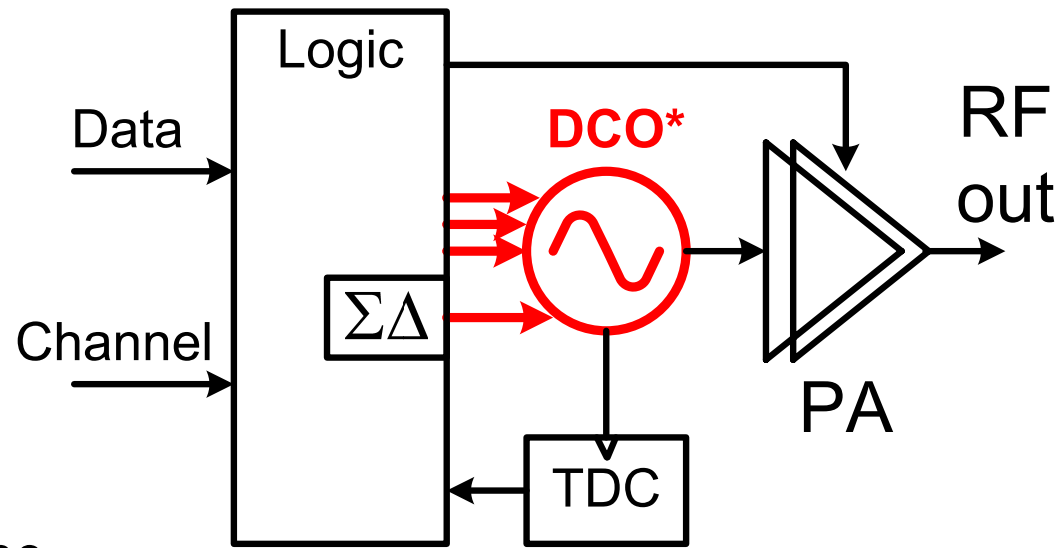 Logic
DCO*
RF
out
Data
ΣΔ
Channel
PA
TDC